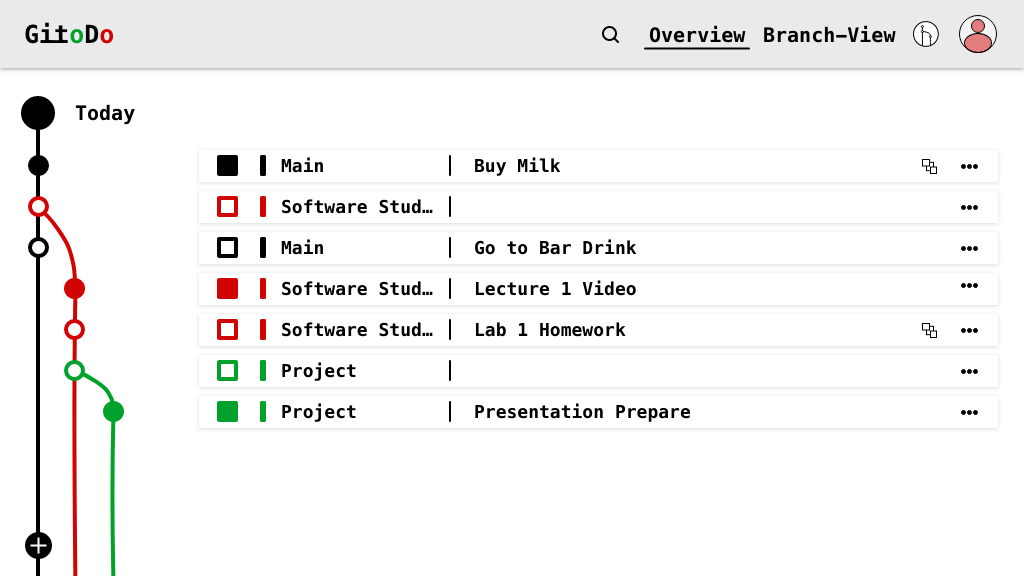 GitoDo Overview Branch-View
Today
Main | Buy Milk •••
Software Stud… | •••
Main | Go to Bar Drink •••
Software Stud… | Lecture 1 Video •••
Software Stud… | Lab 1 Homework •••
Project | •••
Project | Presentation Prepare •••